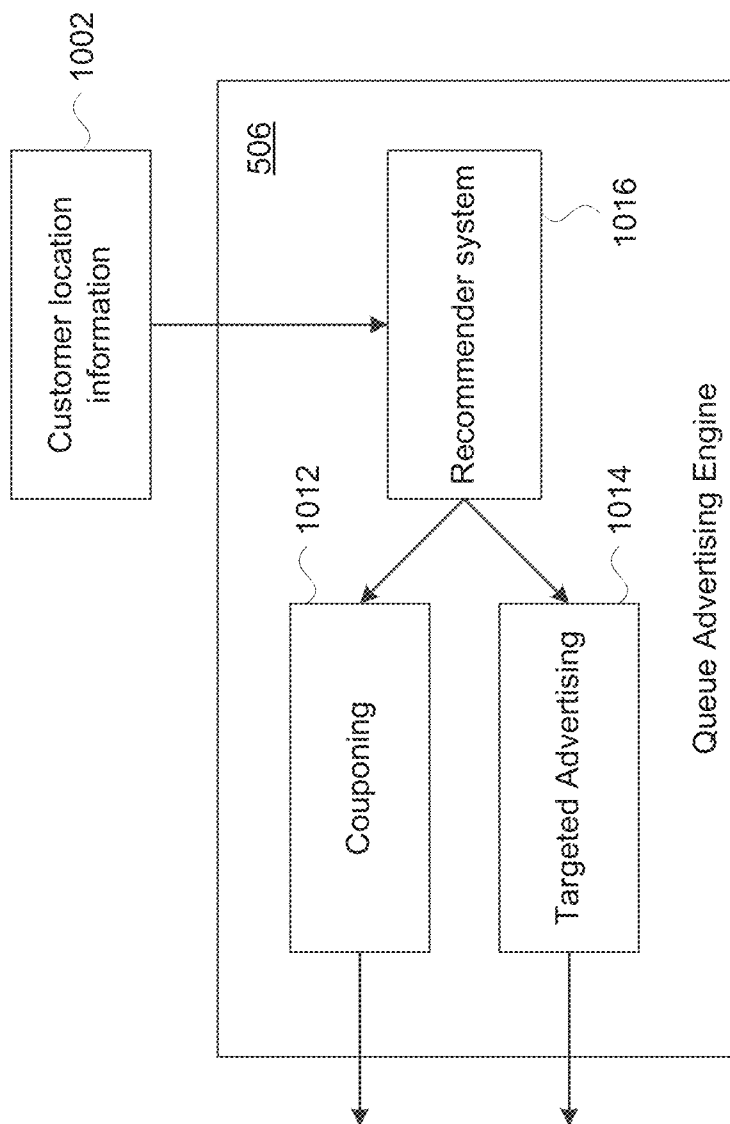 Customer location
information
1002
506
Recommender system
1016
Couponing
1012
Targeted Advertising
1014
Queue Advertising Engine